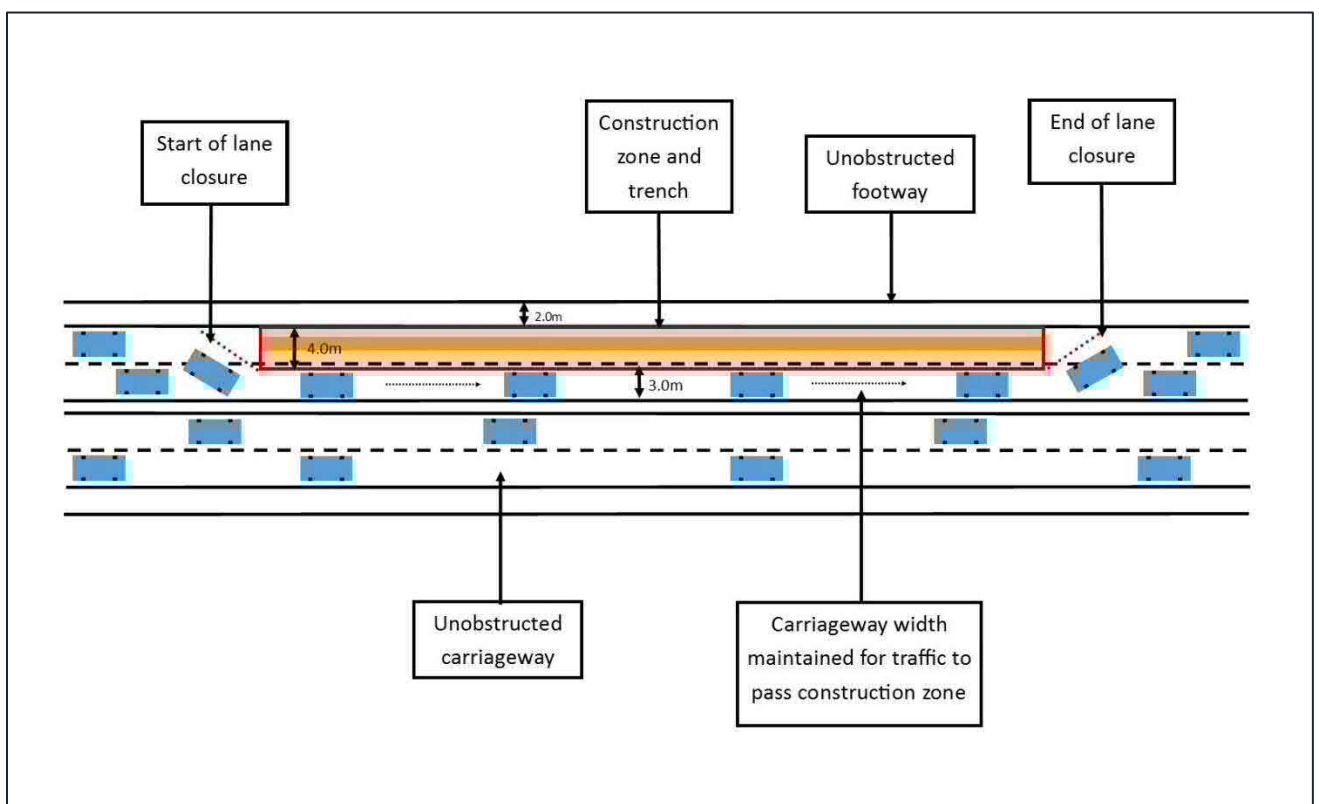 Start of lane
closure
Construction
zone and
trench
Unobstructed
footway
End of lane
closure
2.0m
4.0m
3.0m
Unobstructed
carriageway
Carriageway width
maintained for traffic to
pass construction zone